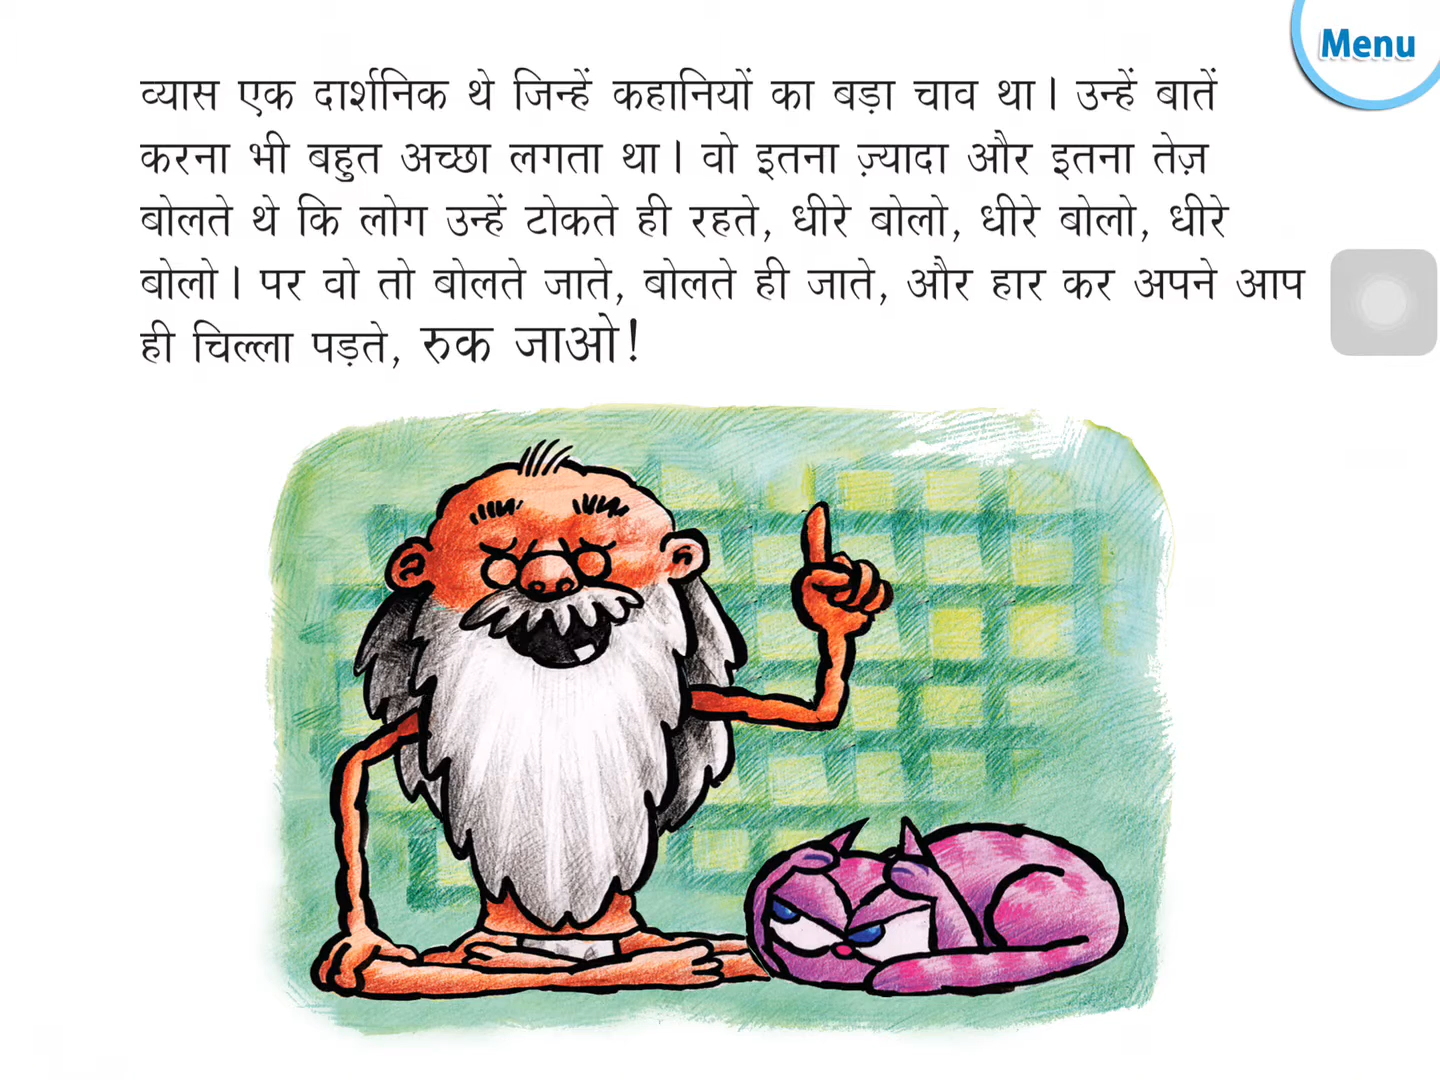 Menu
व्यास एक दार्शनिक थे जिन्हें कहानियों का बड़ा चाव था। उन्हें बातें
करना भी बहुत अच्छा लगता था। वो इतना ज़्यादा और इतना तेज़
बोलते थे कि लोग उन्हें टोकते ही रहते, धीरे बोलो, धीरे बोलो, धीरे
बोलो। पर वो तो बोलते जाते, बोलते ही जाते, और हार कर अपने आप
ही चिल्ला पड़ते, रुक जाओ!